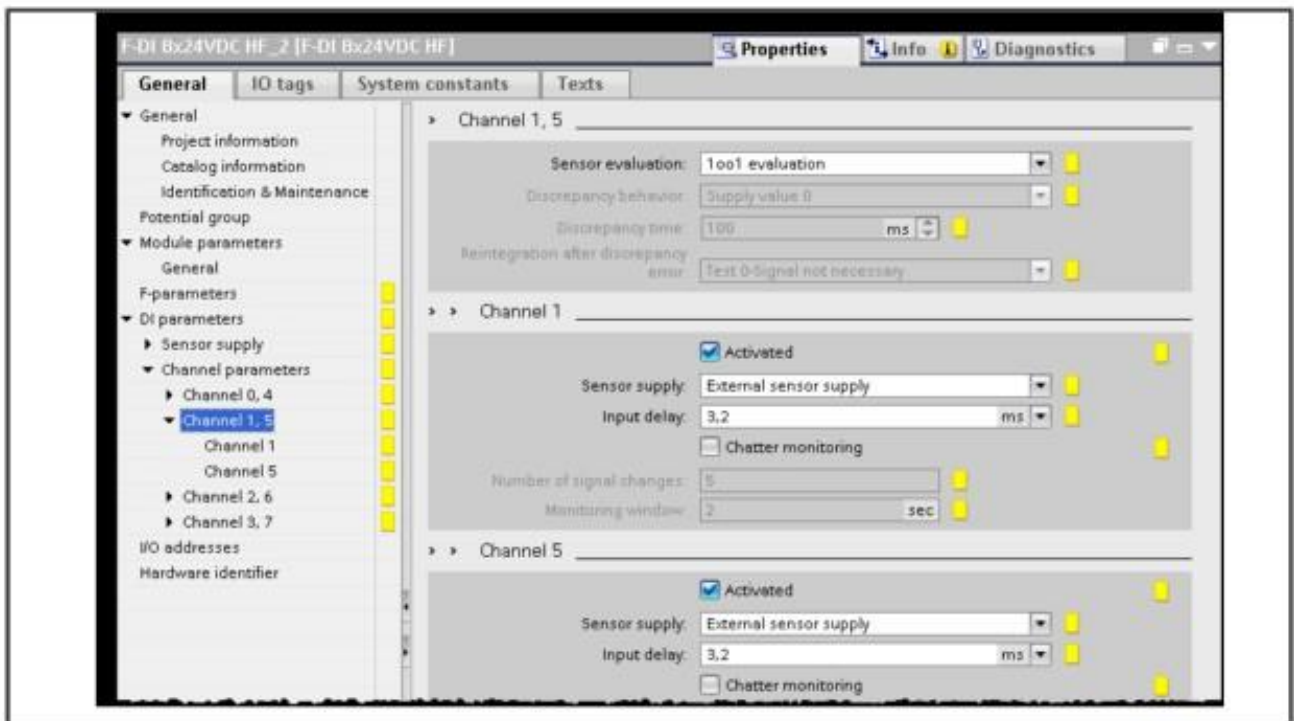 F-DI 8x24VDC HF_2 [F-DI 8x24VDC HF]
Properties
Info
Diagnostics
General
IO tags
System constants
Texts
General
Project information
Catalog information
Identification & Maintenance
Potential group
Module parameters
General
F-parameters
DI parameters
Sensor supply
Channel parameters
Channel 0, 4
Channel 1, 5
Channel 1
Channel 5
Channel 2, 6
Channel 3, 7
I/O addresses
Hardware identifier
Channel 1, 5
Sensor evaluation: 1oo1 evaluation
Discrepancy behavior: Supply value 0
Discrepancy time: 100 ms
Reintegration after discrepancy
error: Test 0-Signal not necessary
Channel 1
Activated
Sensor supply: External sensor supply
Input delay: 3,2 ms
Chatter monitoring
Number of signal changes: 5
Monitoring window: 2 sec
Channel 5
Activated
Sensor supply: External sensor supply
Input delay: 3,2 ms
Chatter monitoring